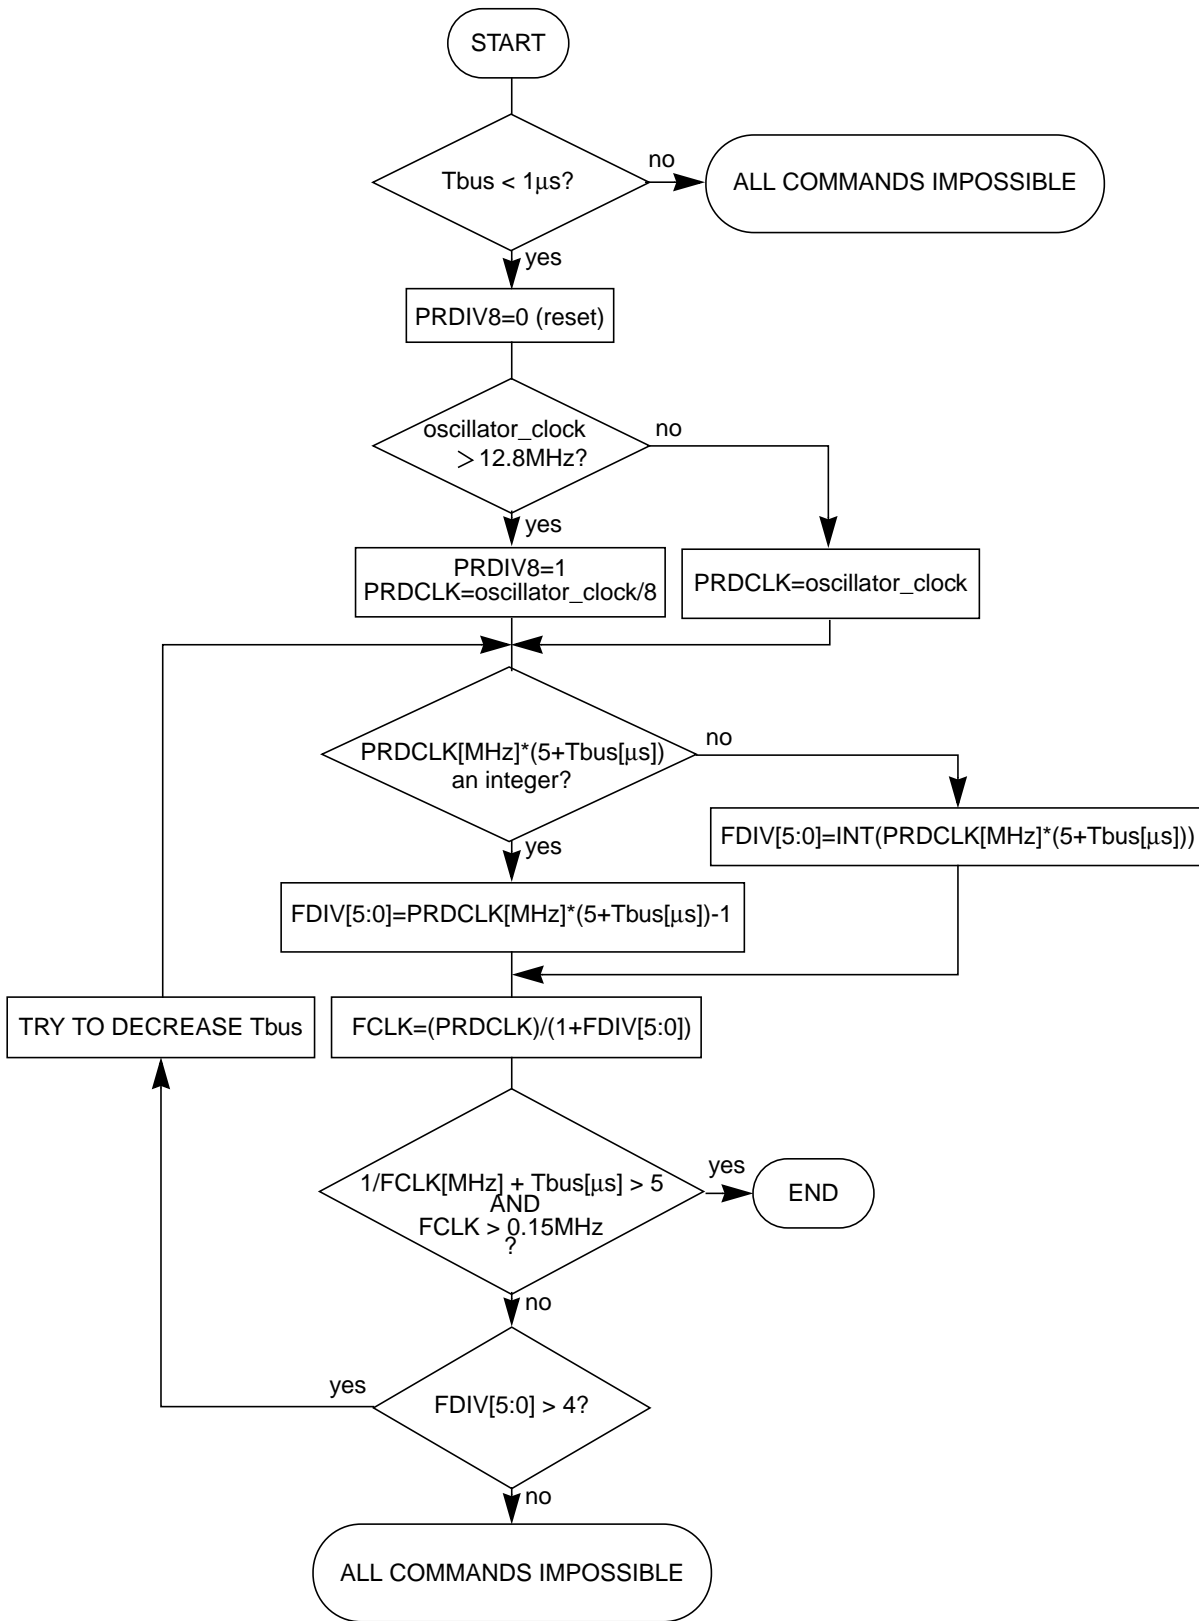 START
Tbus < 1μs?
no
ALL COMMANDS IMPOSSIBLE
yes
PRDIV8=0 (reset)
oscillator_clock
> 12.8MHz?
no
yes
PRDIV8=1
PRDCLK=oscillator_clock/8
PRDCLK=oscillator_clock
PRDCLK[MHz]*(5+Tbus[μs])
an integer?
no
yes
FDIV[5:0]=INT(PRDCLK[MHz]*(5+Tbus[μs]))
FDIV[5:0]=PRDCLK[MHz]*(5+Tbus[μs])-1
TRY TO DECREASE Tbus
FCLK=(PRDCLK)/(1+FDIV[5:0])
1/FCLK[MHz] + Tbus[μs] > 5
AND
FCLK > 0.15MHz
?
yes
END
no
FDIV[5:0] > 4?
yes
no
ALL COMMANDS IMPOSSIBLE